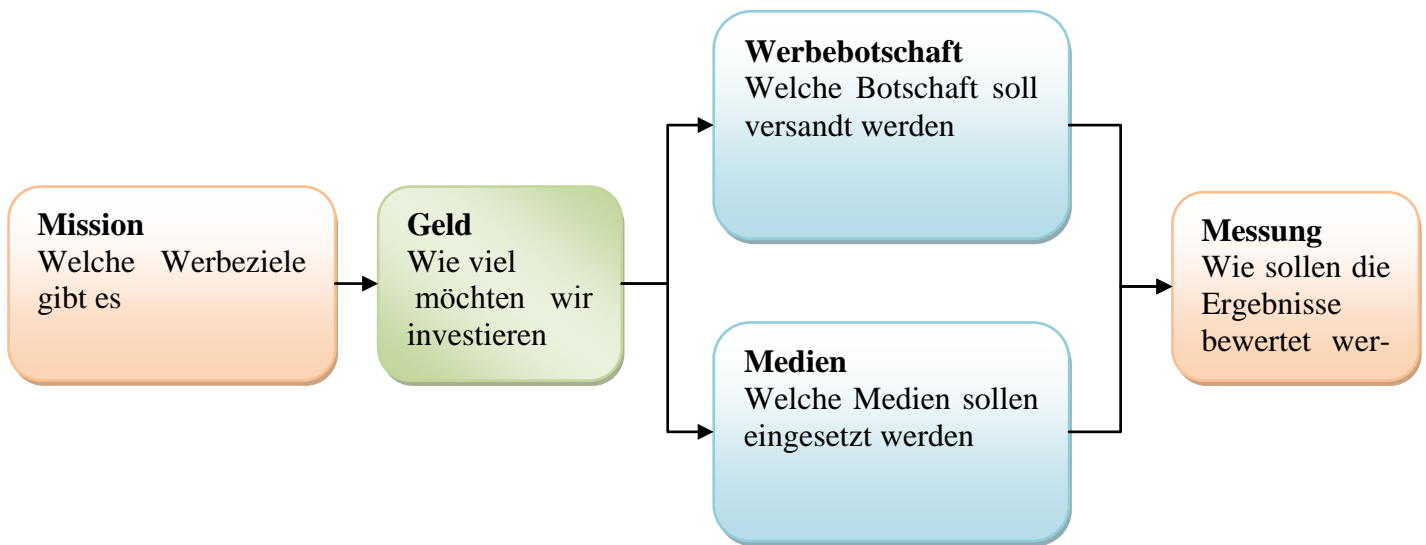 Mission
Welche Werbeziele
gibt es
Geld
Wie viel
möchten wir
investieren
Werbebotschaft
Welche Botschaft soll
versandt werden
Medien
Welche Medien sollen
eingesetzt werden
Messung
Wie sollen die
Ergebnisse
bewertet wer-